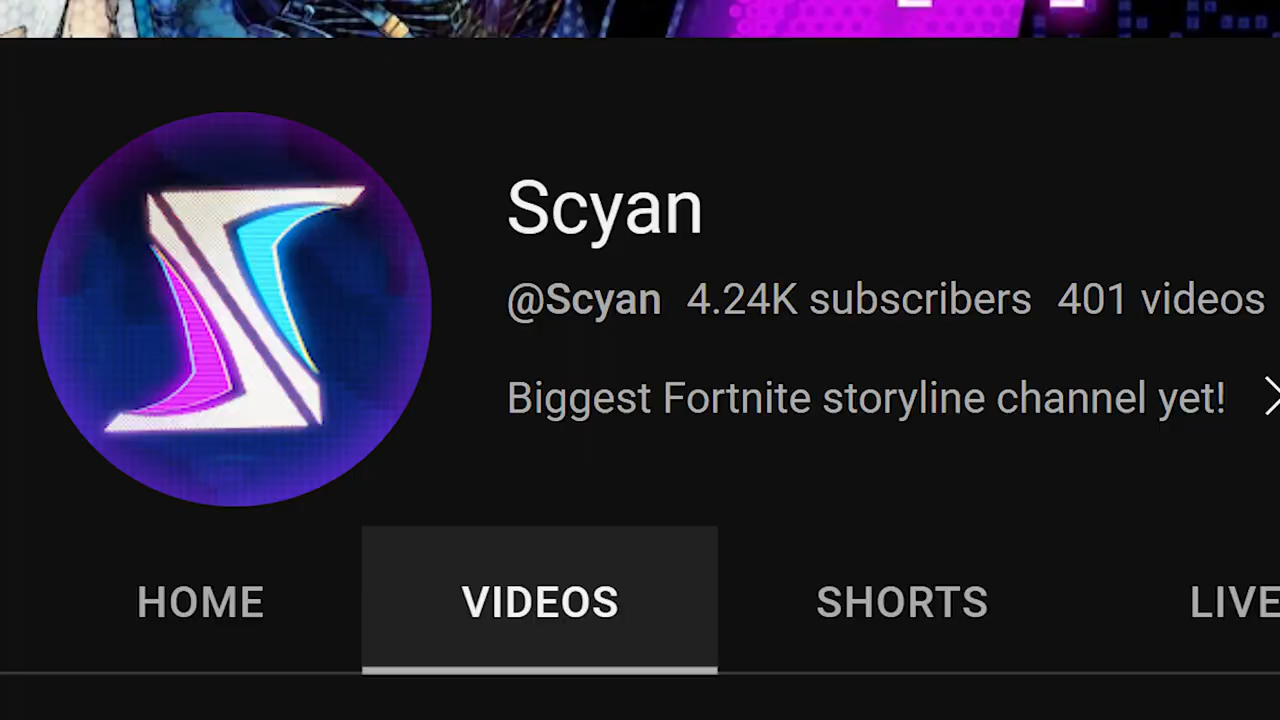 Scyan
@Scyan 4.24K subscribers 401 videos
Biggest Fortnite storyline channel yet!
HOME VIDEOS SHORTS LIVE